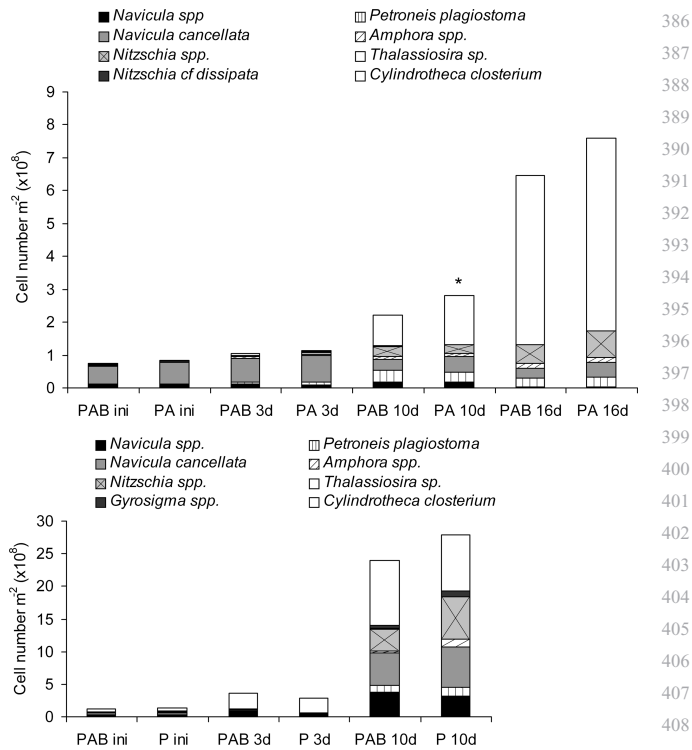 Navicula spp
Navicula cancellata
Nitzschia spp.
Nitzschia cf dissipata
Petroneis plagiostoma
Amphora spp.
Thalassiosira sp.
Cylindrotheca closterium
Cell number m⁻² (x10⁸)
9
8
7
6
5
4
3
2
1
0
*
PAB ini PA ini PAB 3d PA 3d PAB 10d PA 10d PAB 16d PA 16d
Navicula spp.
Navicula cancellata
Nitzschia spp.
Gyrosigma spp.
Petroneis plagiostoma
Amphora spp.
Thalassiosira sp.
Cylindrotheca closterium
Cell number m⁻² (x10⁸)
30
25
20
15
10
5
0
PAB ini P ini PAB 3d P 3d PAB 10d P 10d
386
387
388
389
390
391
392
393
394
395
396
397
398
399
400
401
402
403
404
405
406
407
408